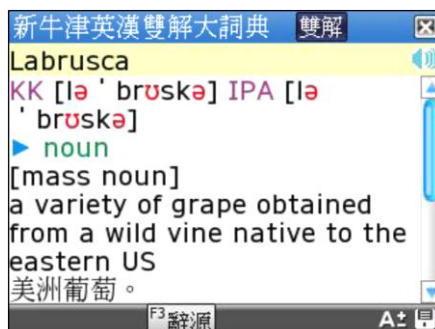 新牛津英漢雙解大詞典 雙解
Labrusca
KK [ləˈbrʊskə] IPA [lə
ˈbrʊskə]
▶ noun
[mass noun]
a variety of grape obtained
from a wild vine native to the
eastern US
美洲葡萄。
F3 辭源 A±